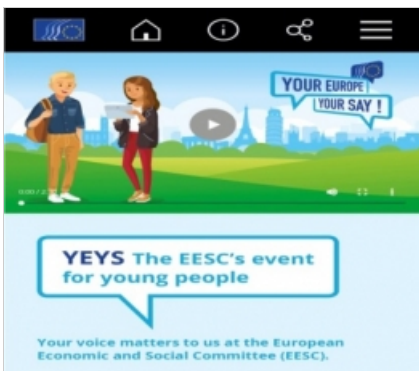 YOUR EUROPE
YOUR SAY !
YEYS The EESC's event
for young people
Your voice matters to us at the European
Economic and Social Committee (EESC).